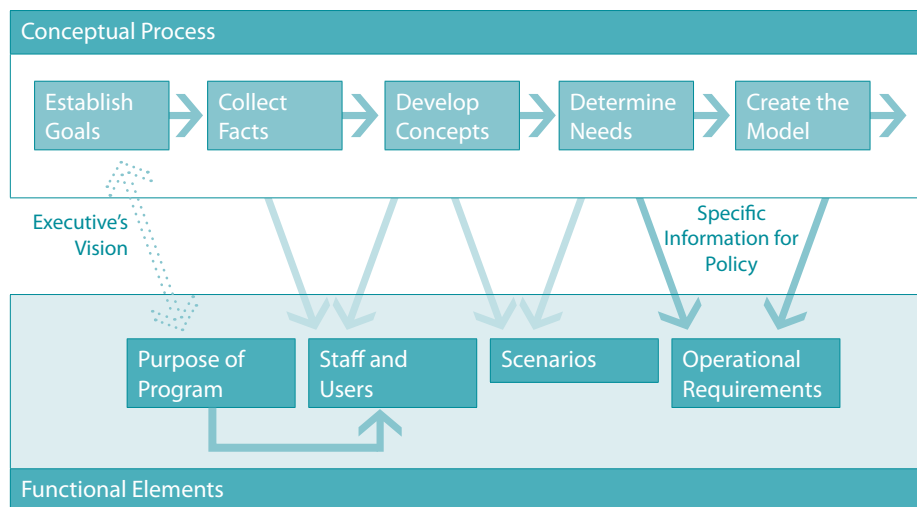 Conceptual Process
Establish
Goals
Collect
Facts
Develop
Concepts
Determine
Needs
Create the
Model
Executive's
Vision
Specific
Information for
Policy
Purpose of
Program
Staff and
Users
Scenarios
Operational
Requirements
Functional Elements